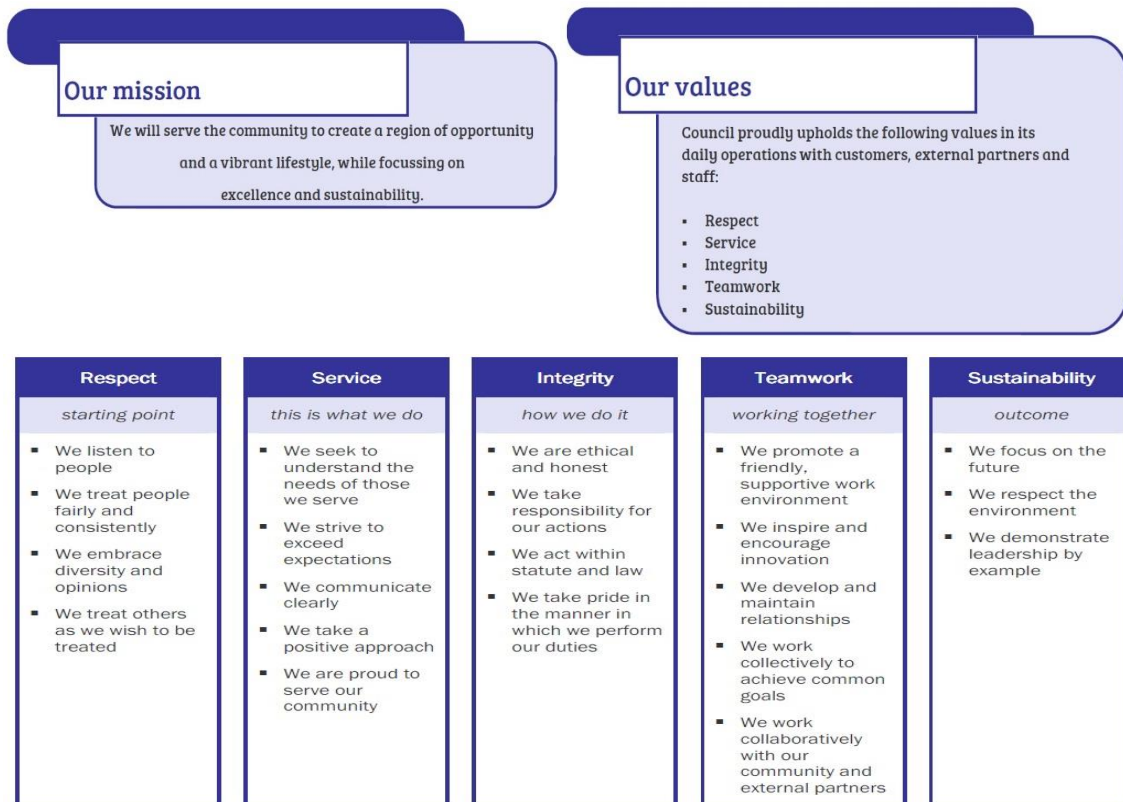 Our mission
We will serve the community to create a region of opportunity
and a vibrant lifestyle, while focussing on
excellence and sustainability.
Our values
Council proudly upholds the following values in its
daily operations with customers, external partners and
staff:
▪ Respect
▪ Service
▪ Integrity
▪ Teamwork
▪ Sustainability
Respect
starting point
▪ We listen to
people
▪ We treat people
fairly and
consistently
▪ We embrace
diversity and
opinions
▪ We treat others
as we wish to be
treated
Service
this is what we do
▪ We seek to
understand the
needs of those
we serve
▪ We strive to
exceed
expectations
▪ We communicate
clearly
▪ We take a
positive approach
▪ We are proud to
serve our
community
Integrity
how we do it
▪ We are ethical
and honest
▪ We take
responsibility for
our actions
▪ We act within
statute and law
▪ We take pride in
the manner in
which we perform
our duties
Teamwork
working together
▪ We promote a
friendly,
supportive work
environment
▪ We inspire and
encourage
innovation
▪ We develop and
maintain
relationships
▪ We work
collectively to
achieve common
goals
▪ We work
collaboratively
with our
community and
external partners
Sustainability
outcome
▪ We focus on the
future
▪ We respect the
environment
▪ We demonstrate
leadership by
example